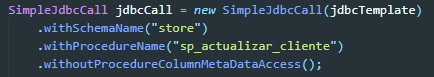 SimpleJdbcCall jdbcCall = new SimpleJdbcCall(jdbcTemplate)
.withSchemaName("store")
.withProcedureName("sp_actualizar_cliente")
.withoutProcedureColumnMetaDataAccess();